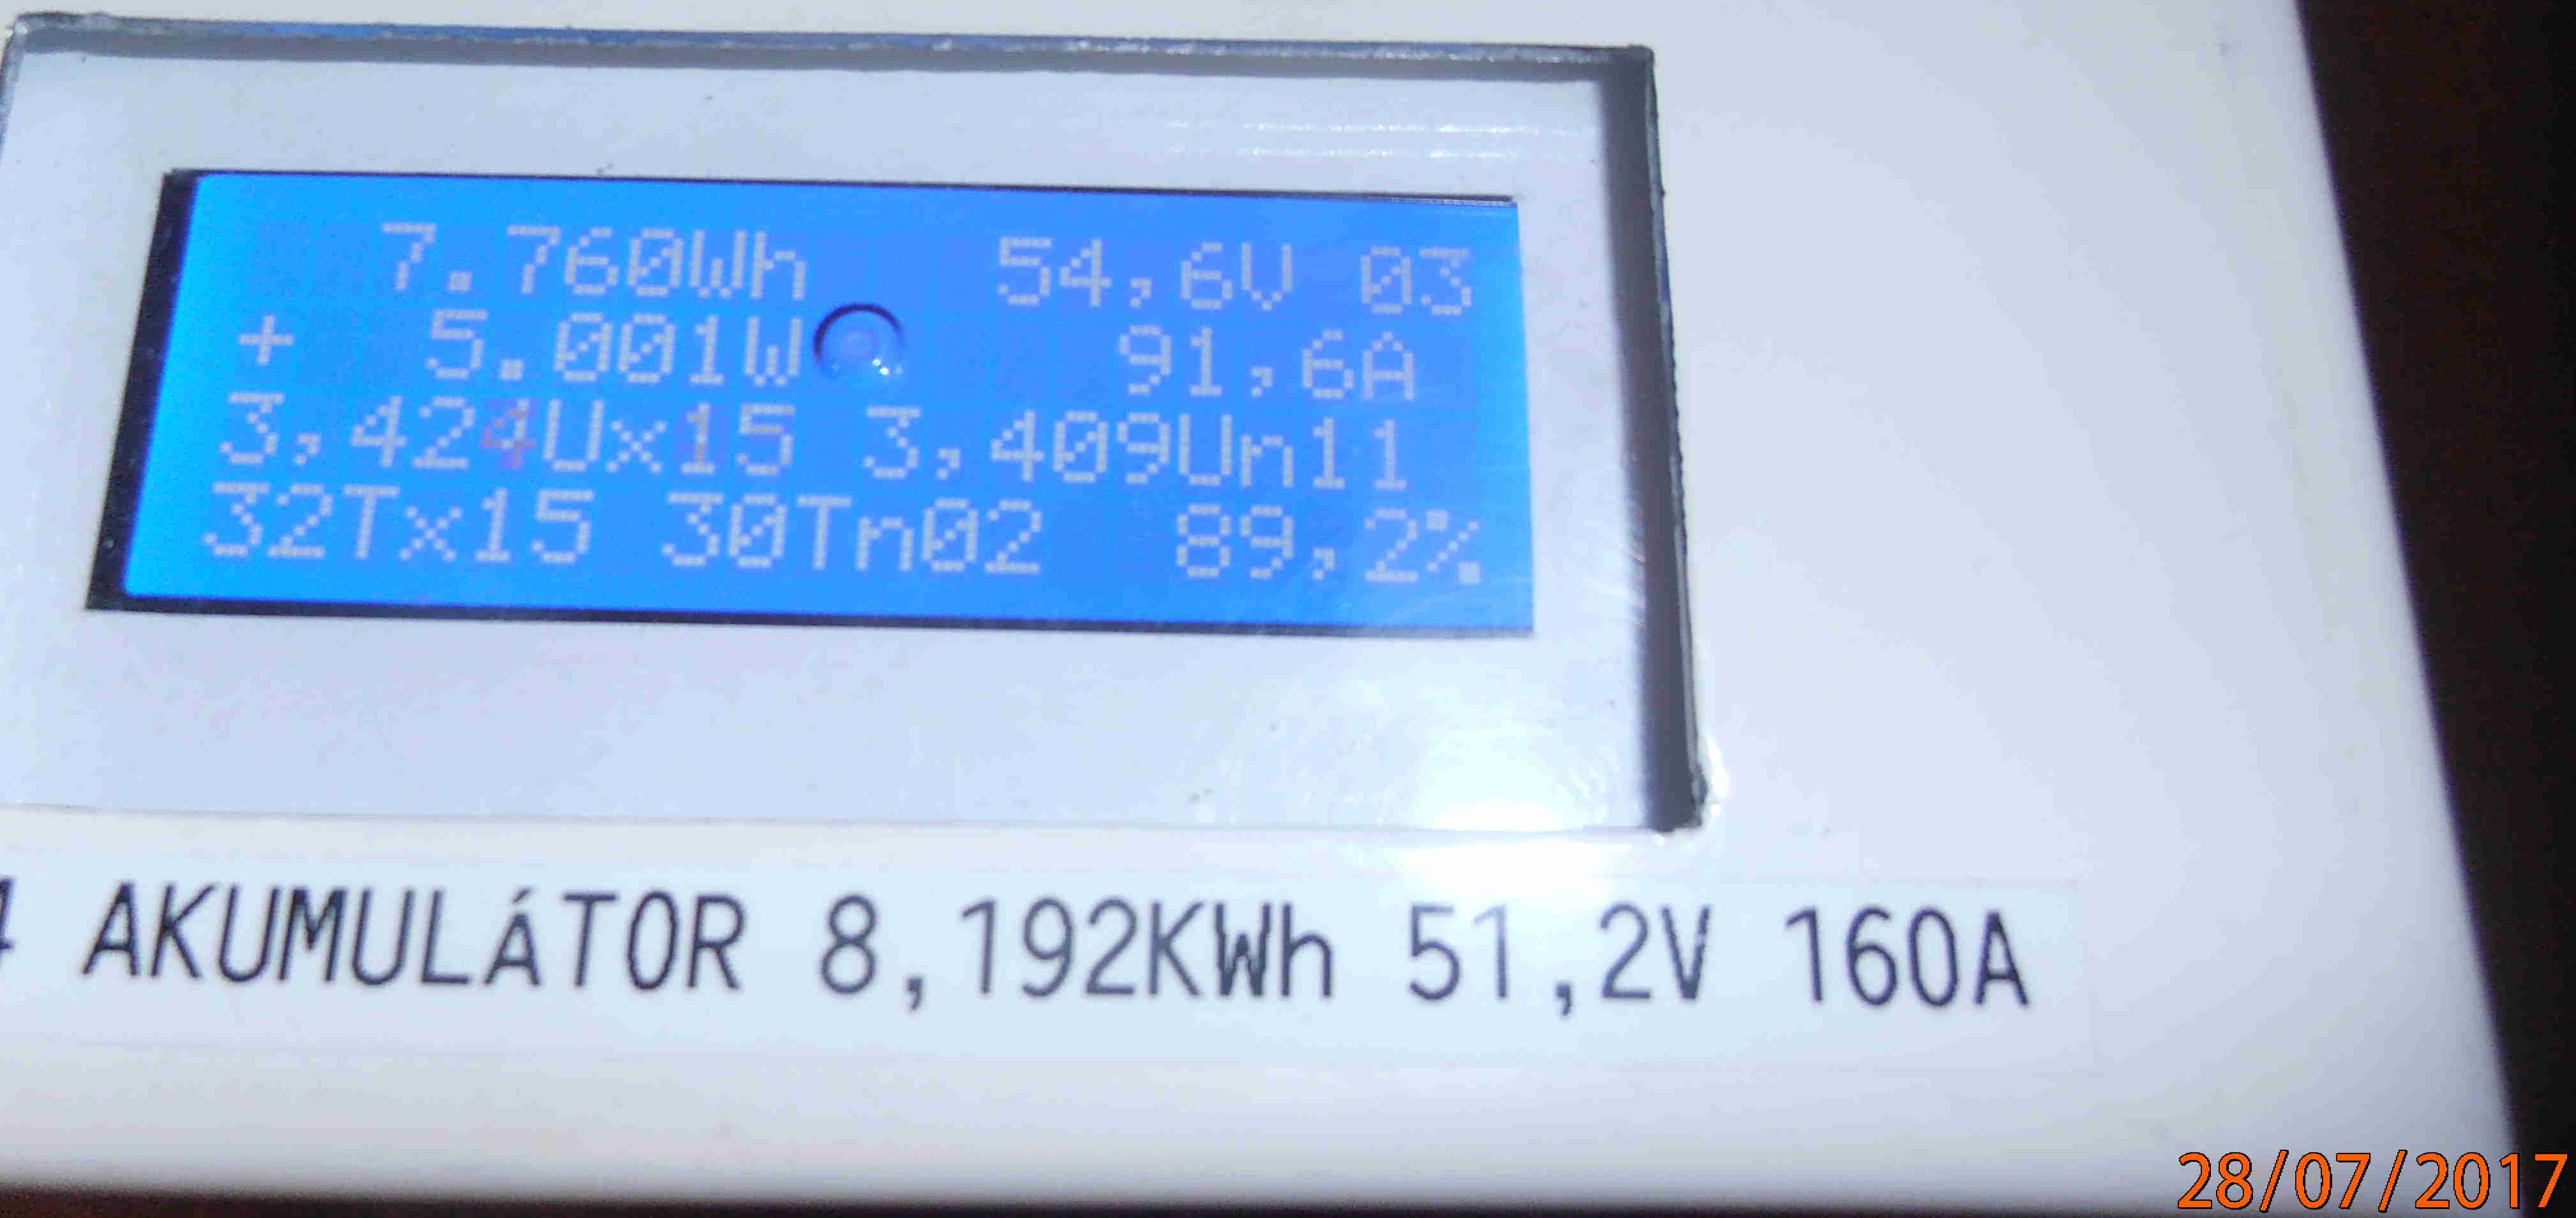 7.760Wh 54,6V 03
+ 5.001W 91,6A
3,424Ux15 3,409Un11
32Tx15 30Tn02 89,2%
4 AKUMULÁTOR 8,192KWh 51,2V 160A
28/07/2017